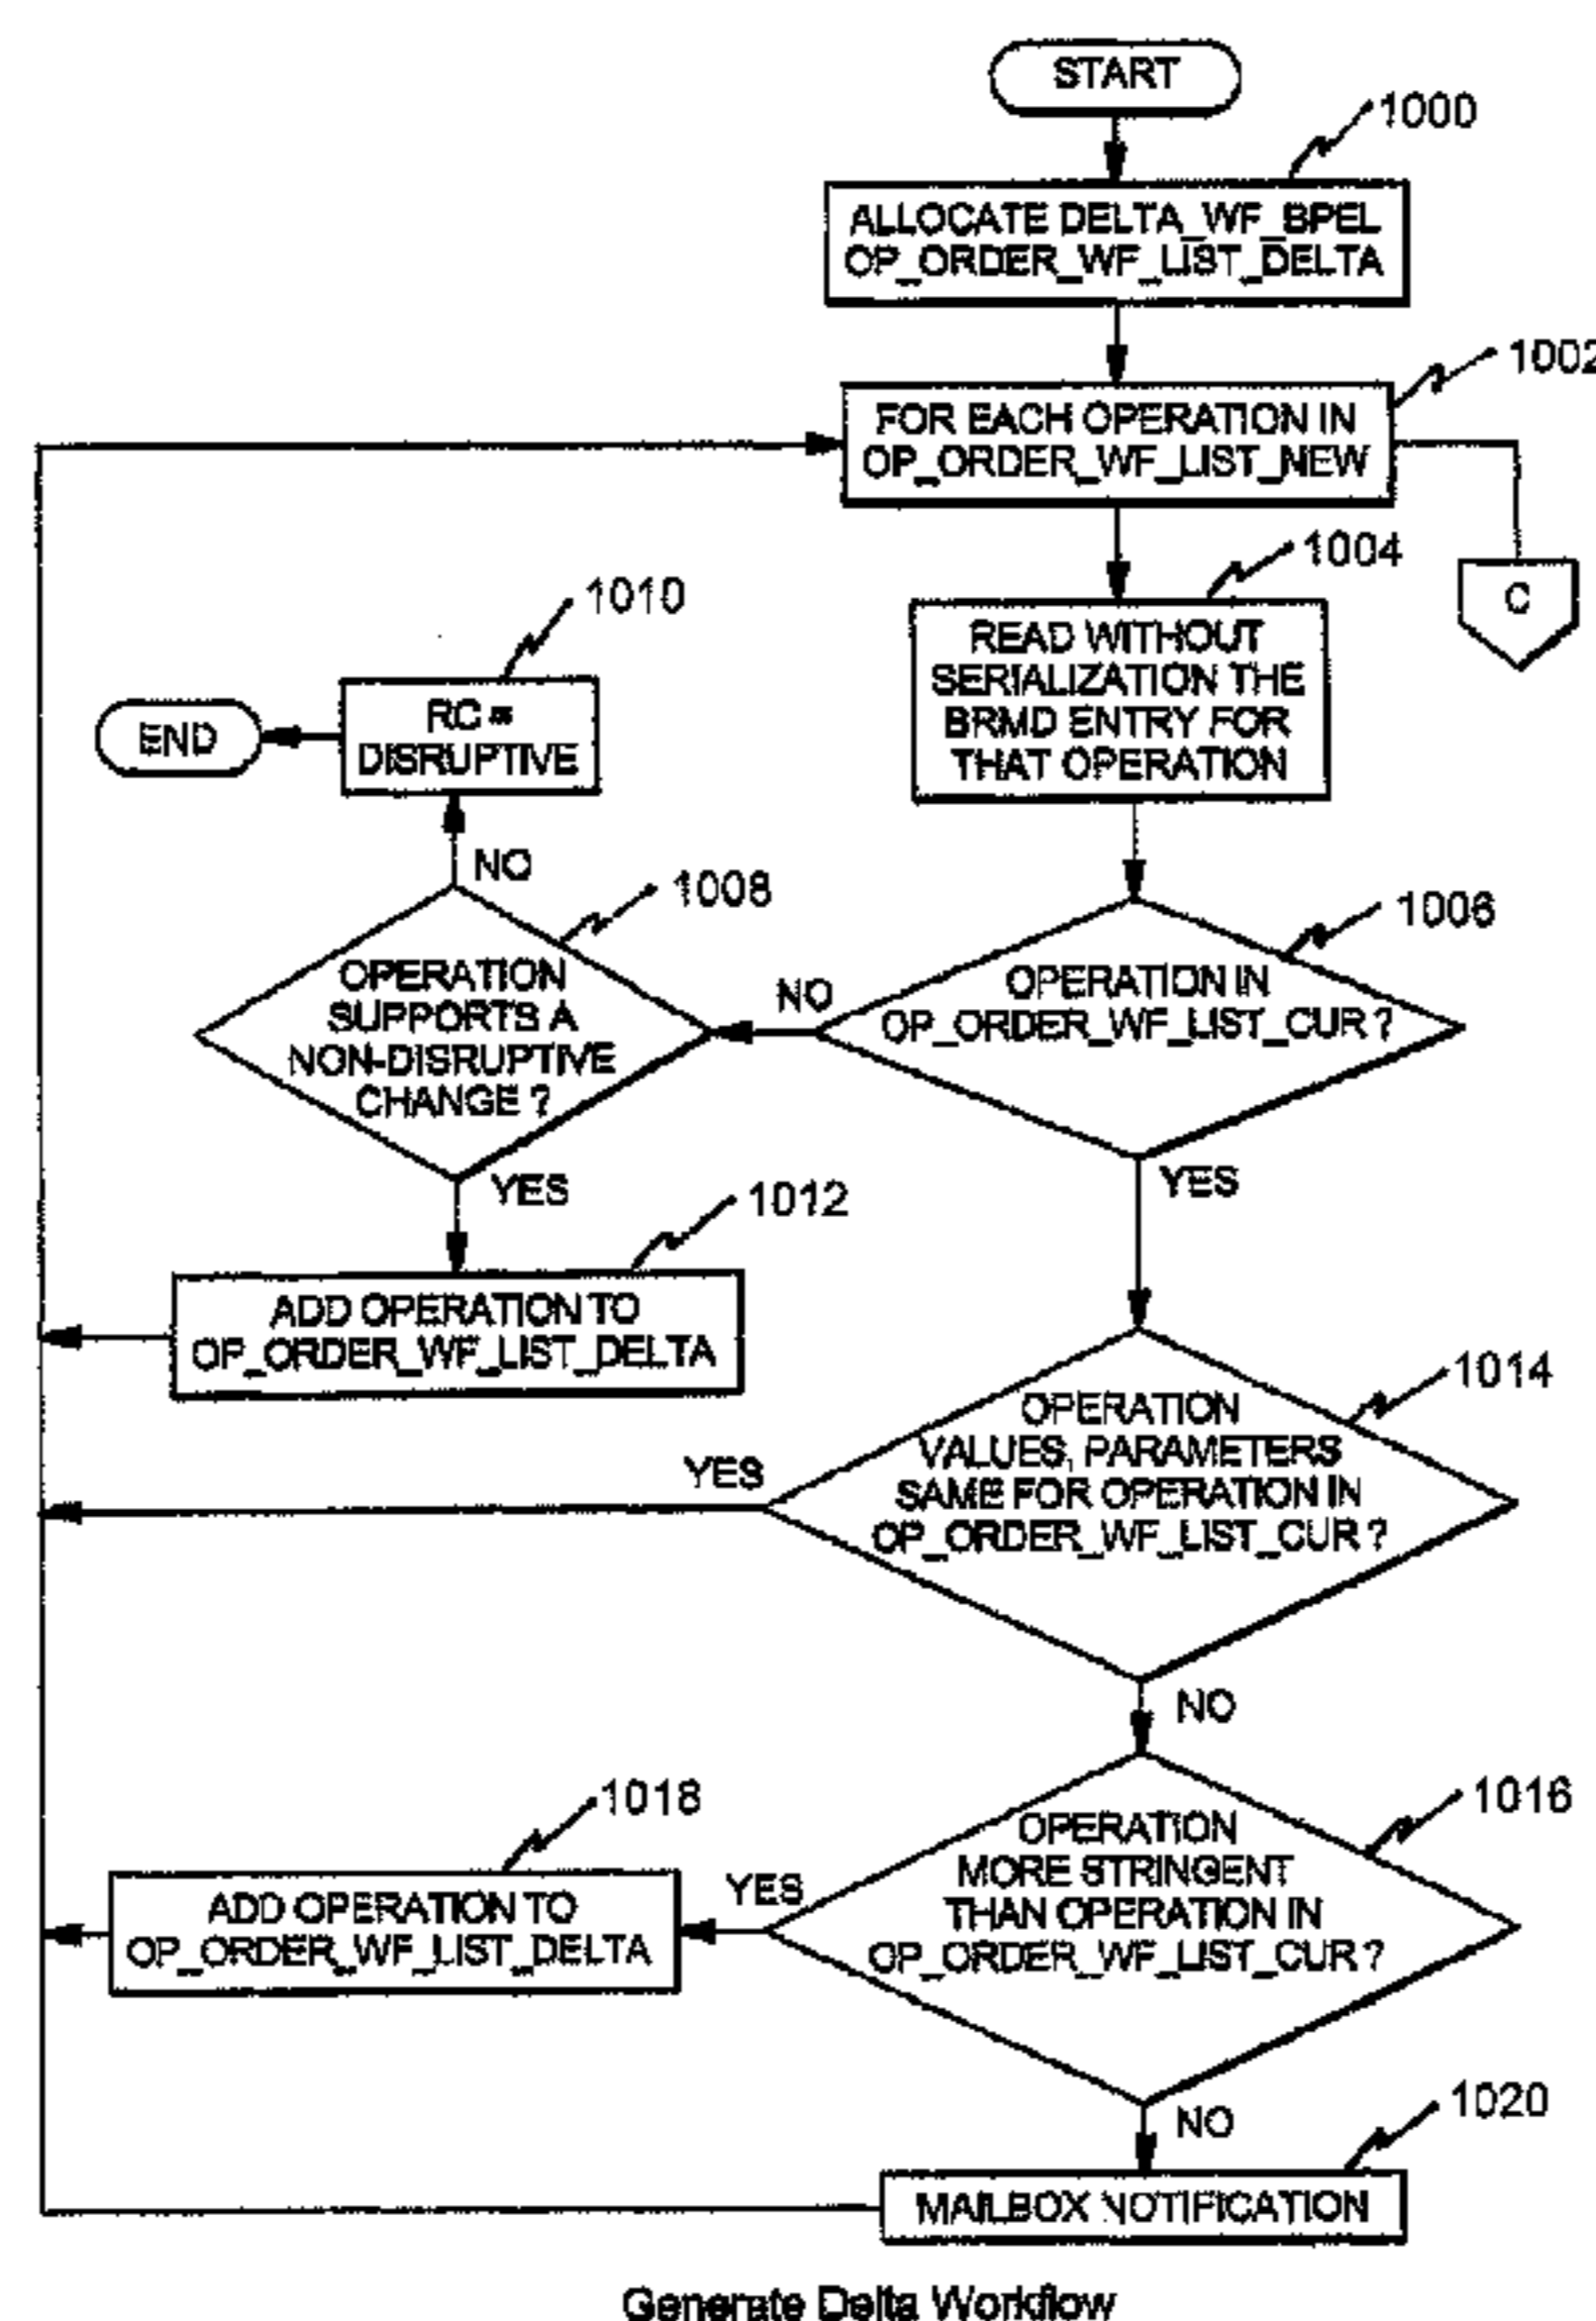 START
1000
ALLOCATE DELTA_WF_BPEL
OP_ORDER_WF_LIST_DELTA
1002
FOR EACH OPERATION IN
OP_ORDER_WF_LIST_NEW
C
1004
READ WITHOUT
SERIALIZATION THE
BRMD ENTRY FOR
THAT OPERATION
1010
RC =
DISRUPTIVE
END
NO
1008
OPERATION
SUPPORTS A
NON-DISRUPTIVE
CHANGE ?
NO
1006
OPERATION IN
OP_ORDER_WF_LIST_CUR ?
YES
YES
1012
ADD OPERATION TO
OP_ORDER_WF_LIST_DELTA
1014
OPERATION
VALUES, PARAMETERS
SAME FOR OPERATION IN
OP_ORDER_WF_LIST_CUR ?
YES
NO
1016
OPERATION
MORE STRINGENT
THAN OPERATION IN
OP_ORDER_WF_LIST_CUR ?
YES
1018
ADD OPERATION TO
OP_ORDER_WF_LIST_DELTA
NO
1020
MAILBOX NOTIFICATION
Generate Delta Workflow